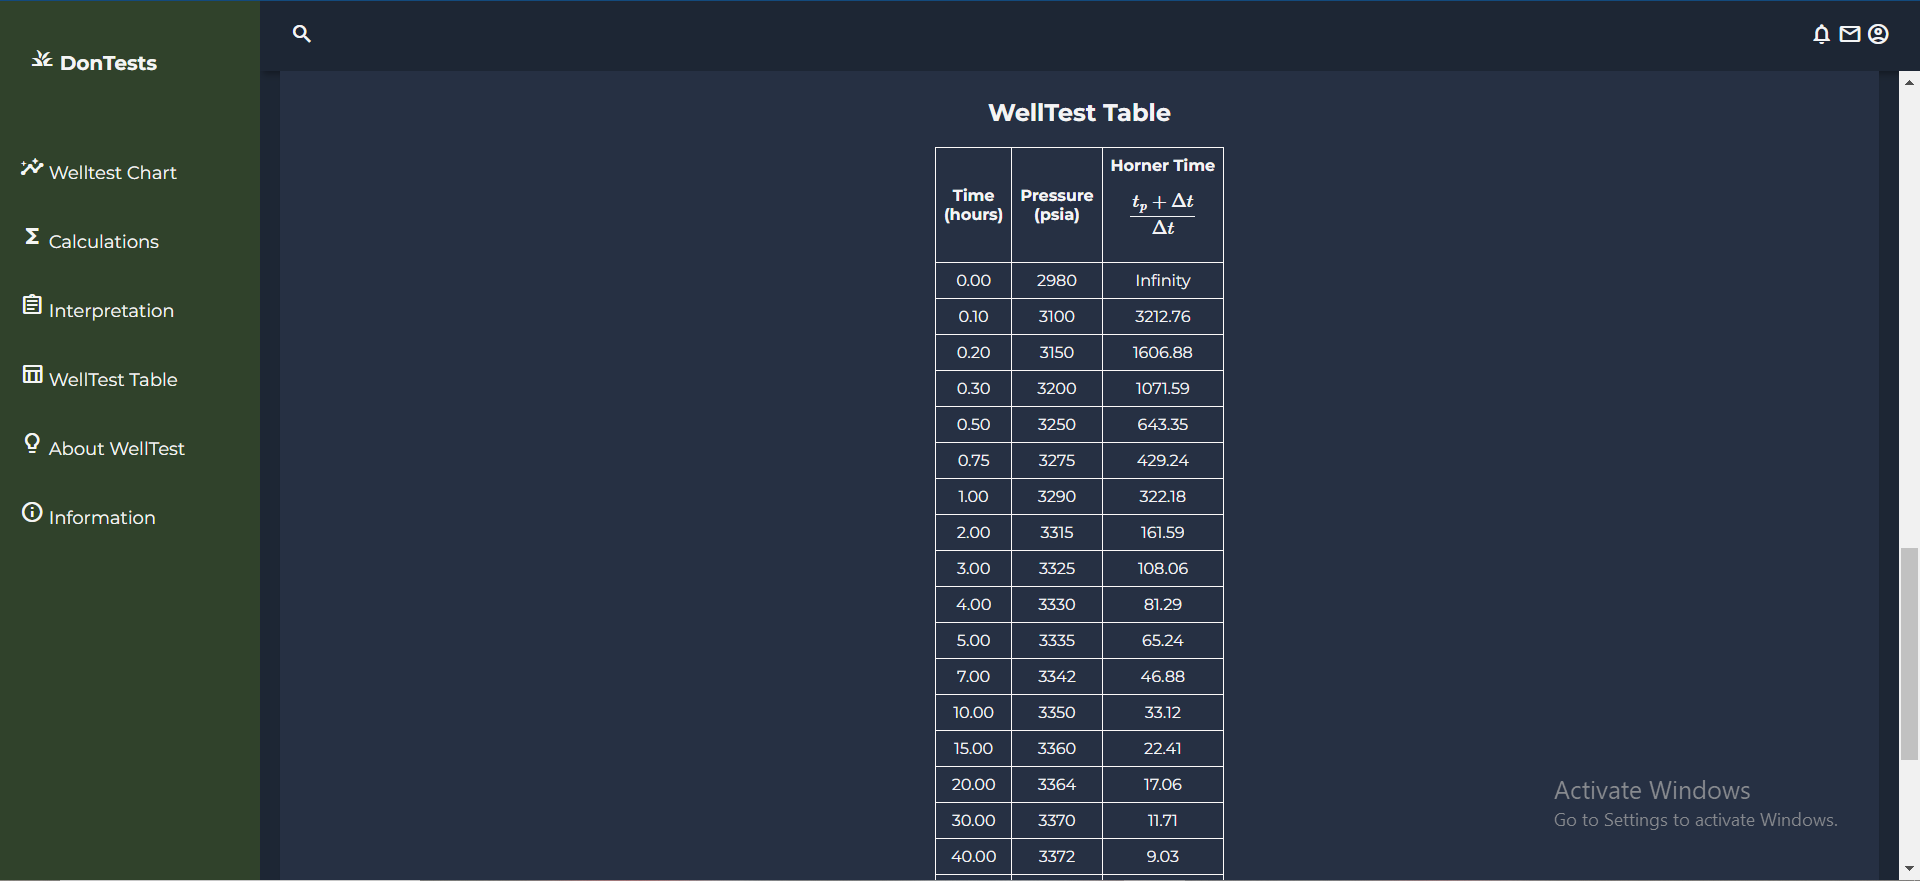 DonTests
Welltest Chart
Calculations
Interpretation
WellTest Table
About WellTest
Information
WellTest Table
Time (hours) Pressure (psia) Horner Time (t_p + Δt)/Δt
0.00 2980 Infinity
0.10 3100 3212.76
0.20 3150 1606.88
0.30 3200 1071.59
0.50 3250 643.35
0.75 3275 429.24
1.00 3290 322.18
2.00 3315 161.59
3.00 3325 108.06
4.00 3330 81.29
5.00 3335 65.24
7.00 3342 46.88
10.00 3350 33.12
15.00 3360 22.41
20.00 3364 17.06
30.00 3370 11.71
40.00 3372 9.03
Activate Windows
Go to Settings to activate Windows.